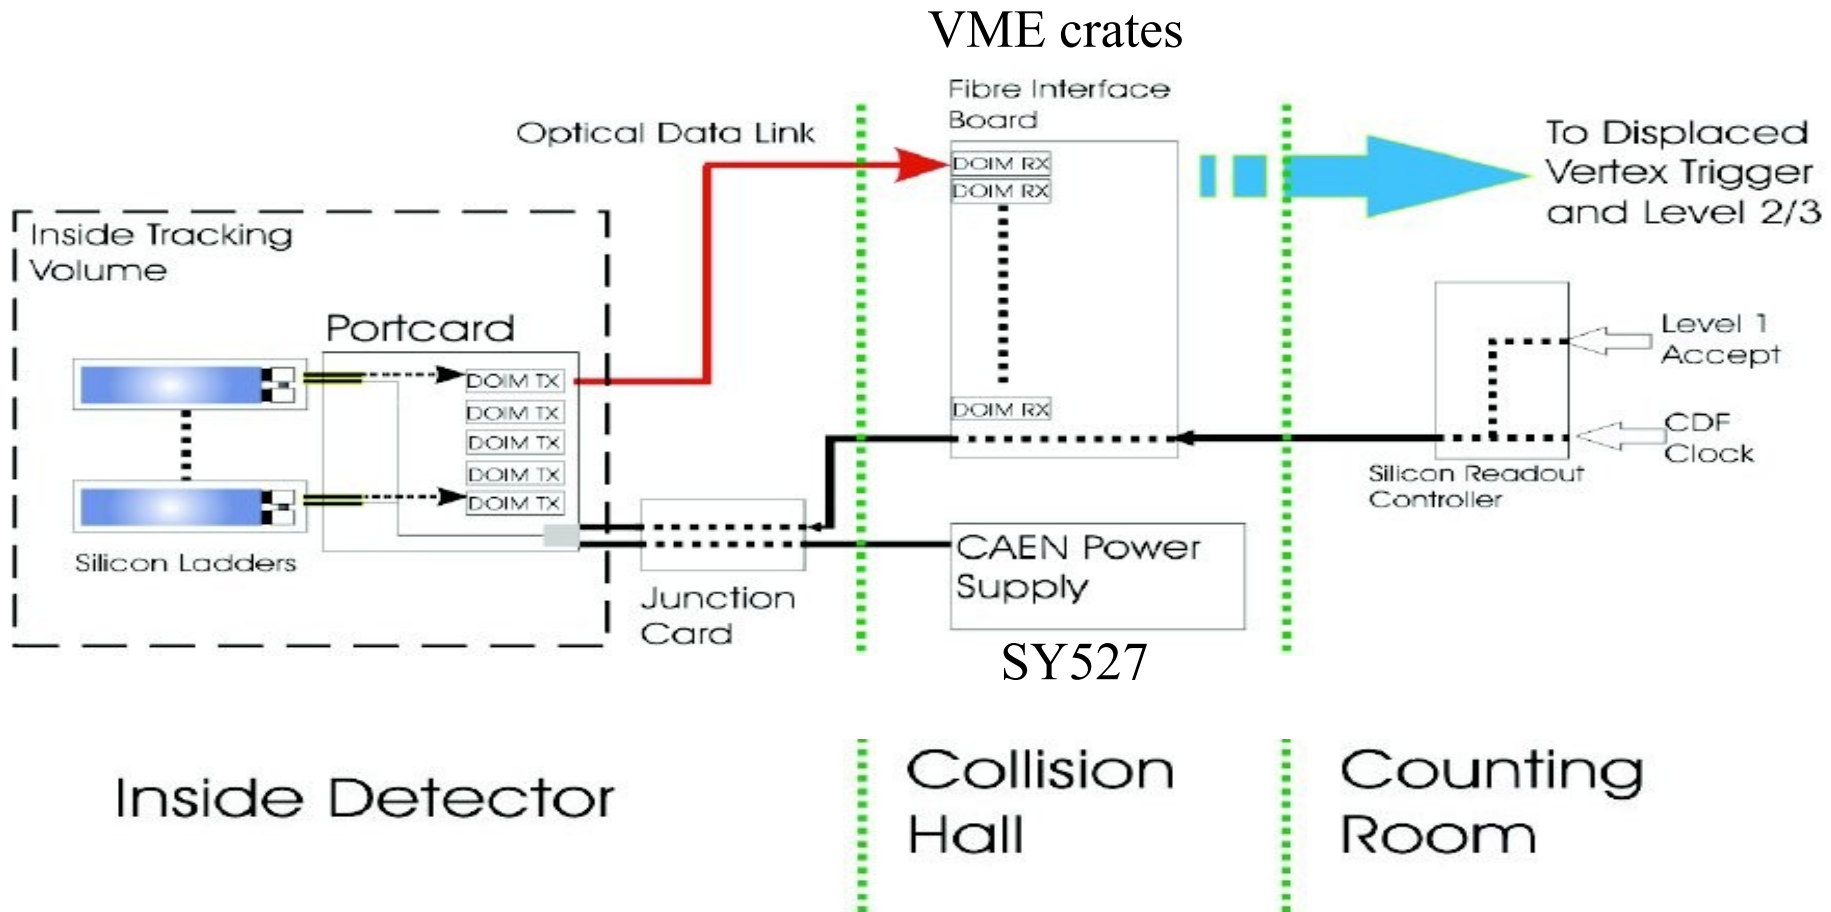 VME crates
Fibre Interface
Board
Optical Data Link
DOIM RX
DOIM RX
DOIM RX
To Displaced
Vertex Trigger
and Level 2/3
Inside Tracking
Volume
Portcard
DOIM TX
DOIM TX
DOIM TX
DOIM TX
DOIM TX
Silicon Ladders
Junction
Card
Level 1
Accept
CDF
Clock
Silicon Readout
Controller
CAEN Power
Supply
SY527
Inside Detector
Collision
Hall
Counting
Room